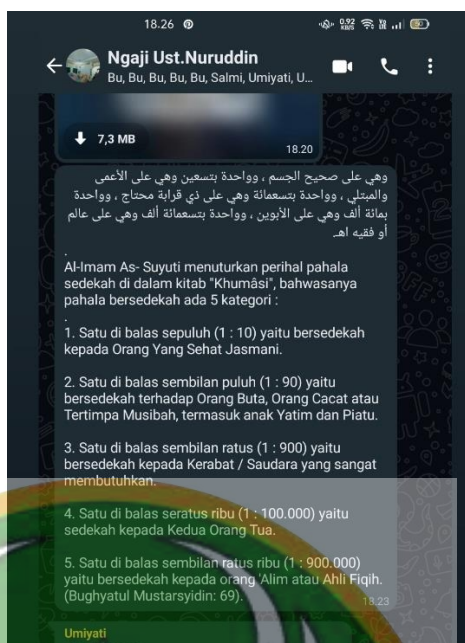 18.26
0,92 KB/S
Ngaji Ust.Nuruddin
Bu, Bu, Bu, Bu, Bu, Salmi, Umiyati, U...
7,3 MB
18.20
وهي على صحيح الجسم ، وواحدة بتسعين وهي على الأعمى
والمبتلي ، وواحدة بتسعمائة وهي على ذي قرابة محتاج ، وواحدة
بمائة ألف وهي على الأبوين ، وواحدة بتسعمائة ألف وهي على عالم
أو فقيه اهـ
.
Al-Imam As- Suyuti menuturkan perihal pahala
sedekah di dalam kitab "Khumâsi", bahwasanya
pahala bersedekah ada 5 kategori :
.
1. Satu di balas sepuluh (1 : 10) yaitu bersedekah
kepada Orang Yang Sehat Jasmani.
2. Satu di balas sembilan puluh (1 : 90) yaitu
bersedekah terhadap Orang Buta, Orang Cacat atau
Tertimpa Musibah, termasuk anak Yatim dan Piatu.
3. Satu di balas sembilan ratus (1 : 900) yaitu
bersedekah kepada Kerabat / Saudara yang sangat
membutuhkan.
4. Satu di balas seratus ribu (1 : 100.000) yaitu
sedekah kepada Kedua Orang Tua.
5. Satu di balas sembilan ratus ribu (1 : 900.000)
yaitu bersedekah kepada orang 'Alim atau Ahli Fiqih.
(Bughyatul Mustarsyidin: 69).
18.23
Umiyati